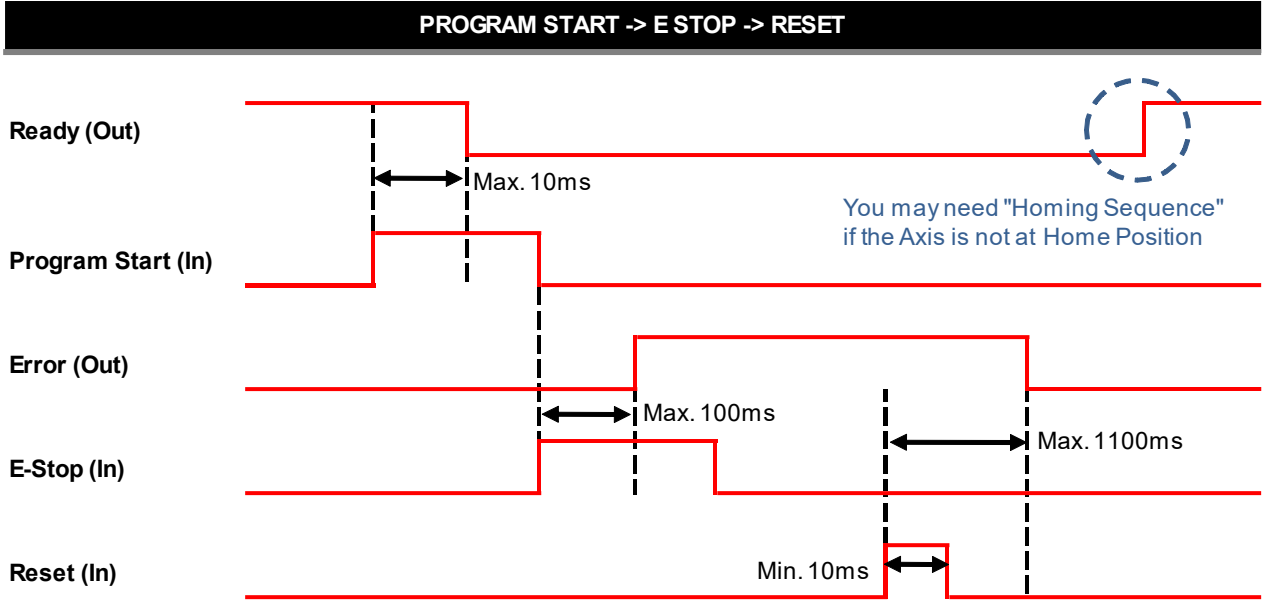 PROGRAM START -> E STOP -> RESET
Ready (Out)
Max. 10ms
You may need "Homing Sequence"
if the Axis is not at Home Position
Program Start (In)
Error (Out)
Max. 100ms
Max. 1100ms
E-Stop (In)
Min. 10ms
Reset (In)